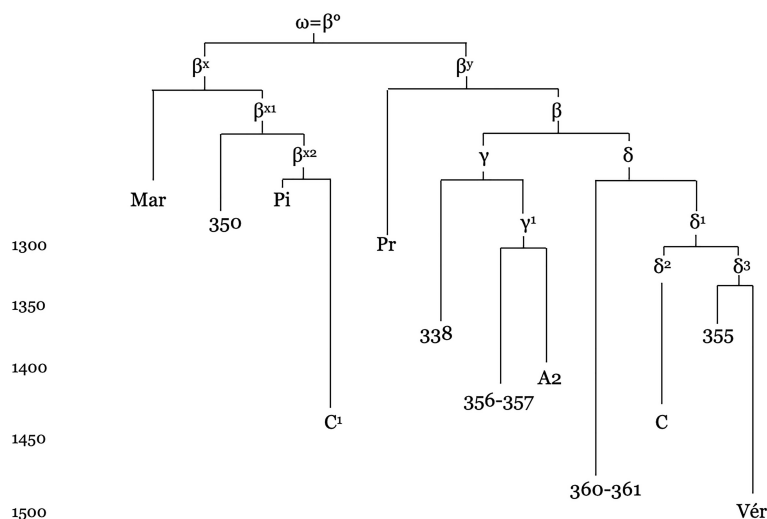 ω=βº
βˣ βʸ
βˣ¹ β
βˣ² γ δ
Mar Pi
350 γ¹ δ¹
1300 Pr
δ² δ³
1350
338 355
1400 A2
356-357
C¹ C
1450
360-361
1500 Vér